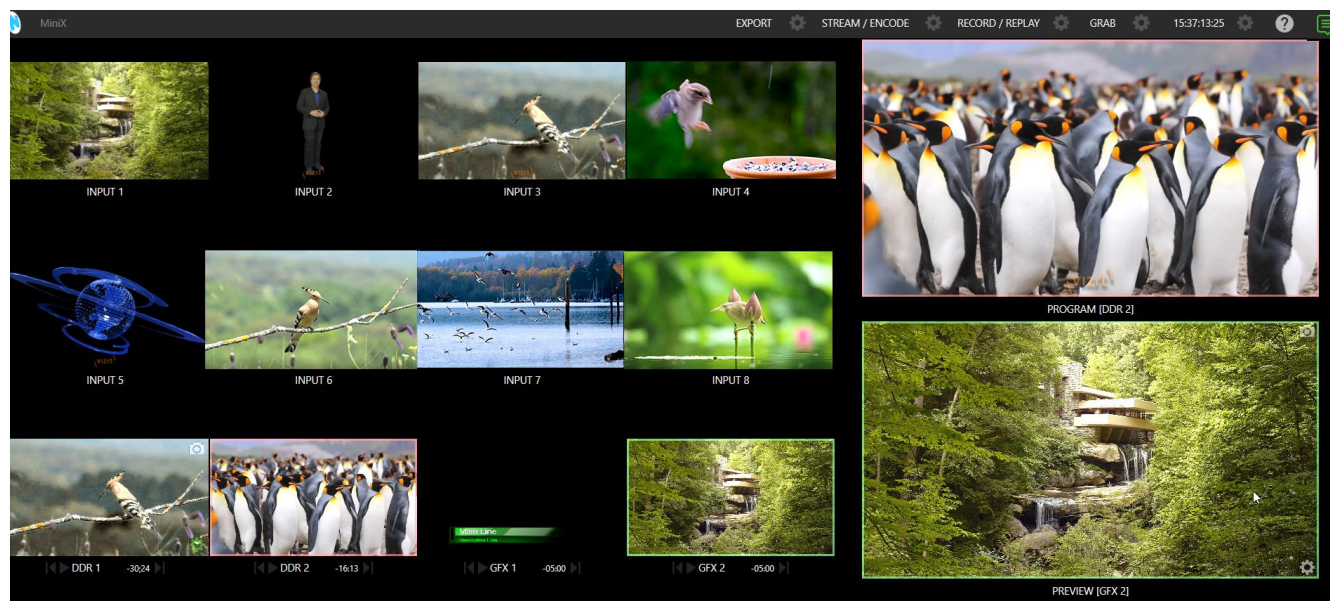 MiniX
EXPORT
STREAM / ENCODE
RECORD / REPLAY
GRAB
15:37:13:25
?
INPUT 1
INPUT 2
INPUT 3
INPUT 4
PROGRAM [DDR 2]
INPUT 5
INPUT 6
INPUT 7
INPUT 8
Main Line
DDR 1 -30;24
DDR 2 -16:13
GFX 1 -05:00
GFX 2 -05:00
PREVIEW [GFX 2]